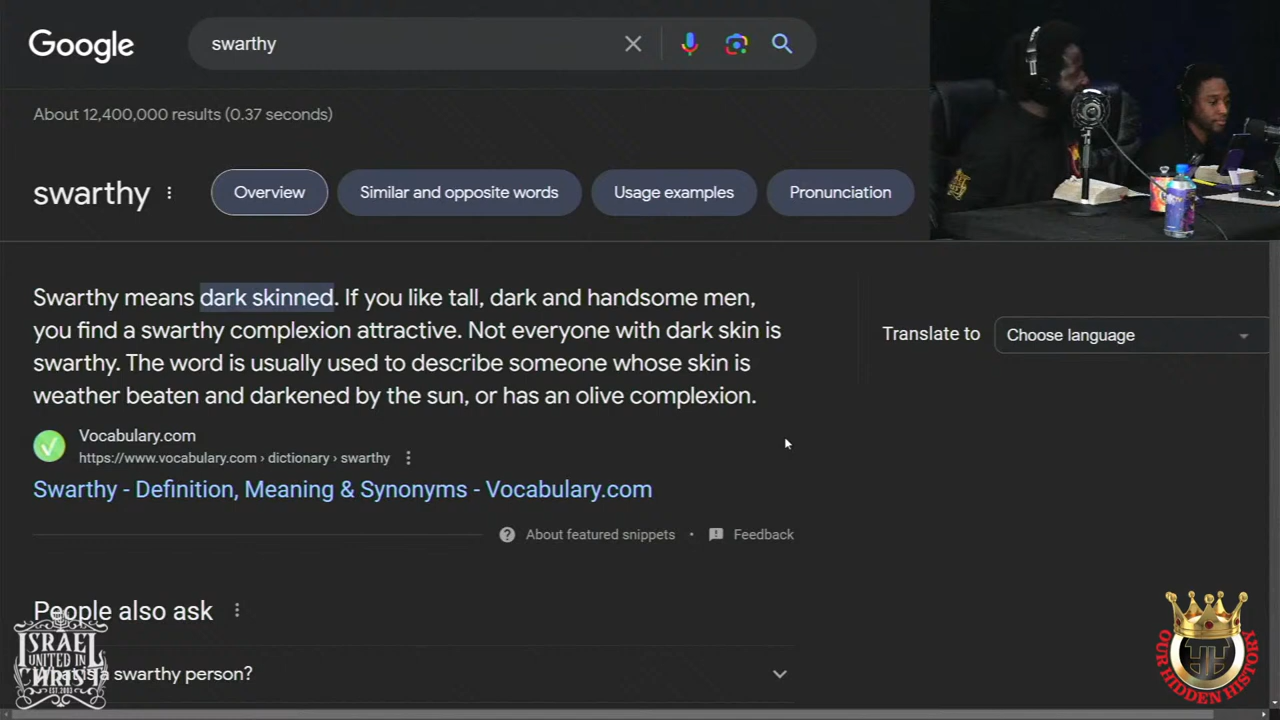 Google
swarthy
About 12,400,000 results (0.37 seconds)
swarthy
Overview
Similar and opposite words
Usage examples
Pronunciation
Swarthy means dark skinned. If you like tall, dark and handsome men,
you find a swarthy complexion attractive. Not everyone with dark skin is
swarthy. The word is usually used to describe someone whose skin is
weather beaten and darkened by the sun, or has an olive complexion.
Translate to
Choose language
Vocabulary.com
https://www.vocabulary.com › dictionary › swarthy
Swarthy - Definition, Meaning & Synonyms - Vocabulary.com
About featured snippets • Feedback
People also ask
What is a swarthy person?
ISRAEL
UNITED IN
CHRIST
EST. 2003
OUR HIDDEN HISTORY